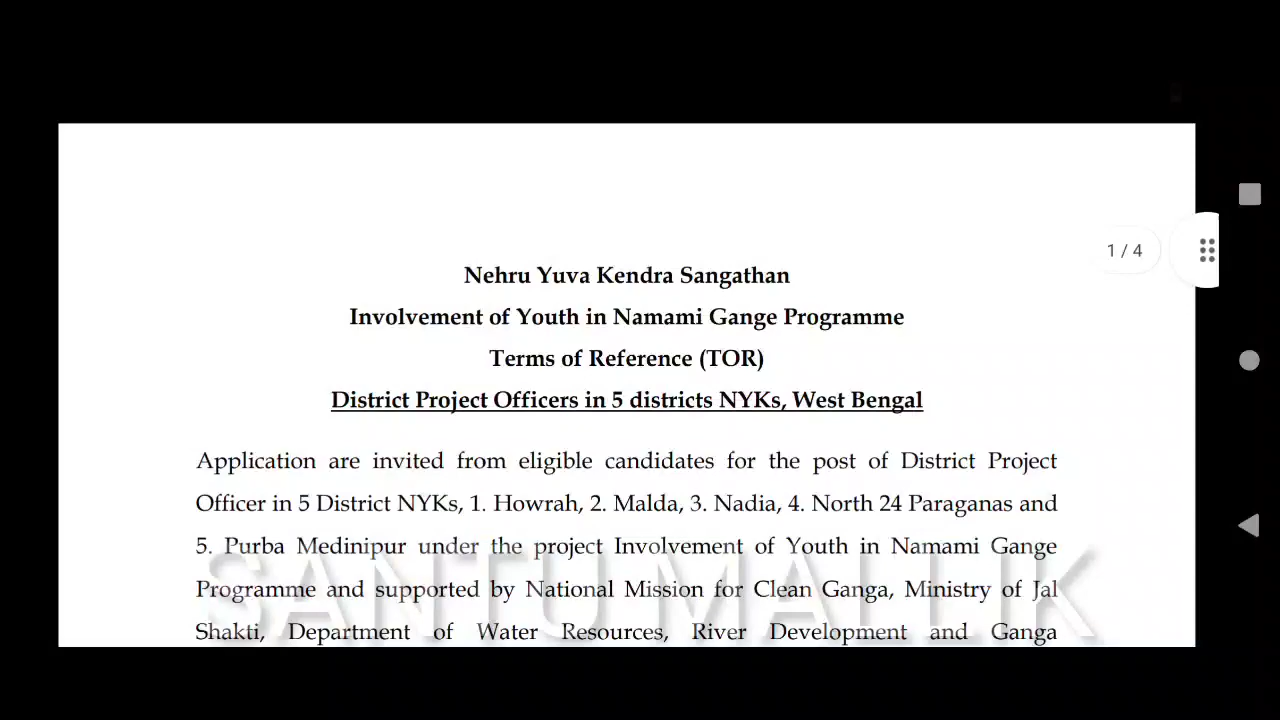 Nehru Yuva Kendra Sangathan
1 / 4
Involvement of Youth in Namami Gange Programme
Terms of Reference (TOR)
District Project Officers in 5 districts NYKs, West Bengal
Application are invited from eligible candidates for the post of District Project
Officer in 5 District NYKs, 1. Howrah, 2. Malda, 3. Nadia, 4. North 24 Paraganas and
5. Purba Medinipur under the project Involvement of Youth in Namami Gange
Programme and supported by National Mission for Clean Ganga, Ministry of Jal
SANTU MALLIK
Shakti, Department of Water Resources, River Development and Ganga